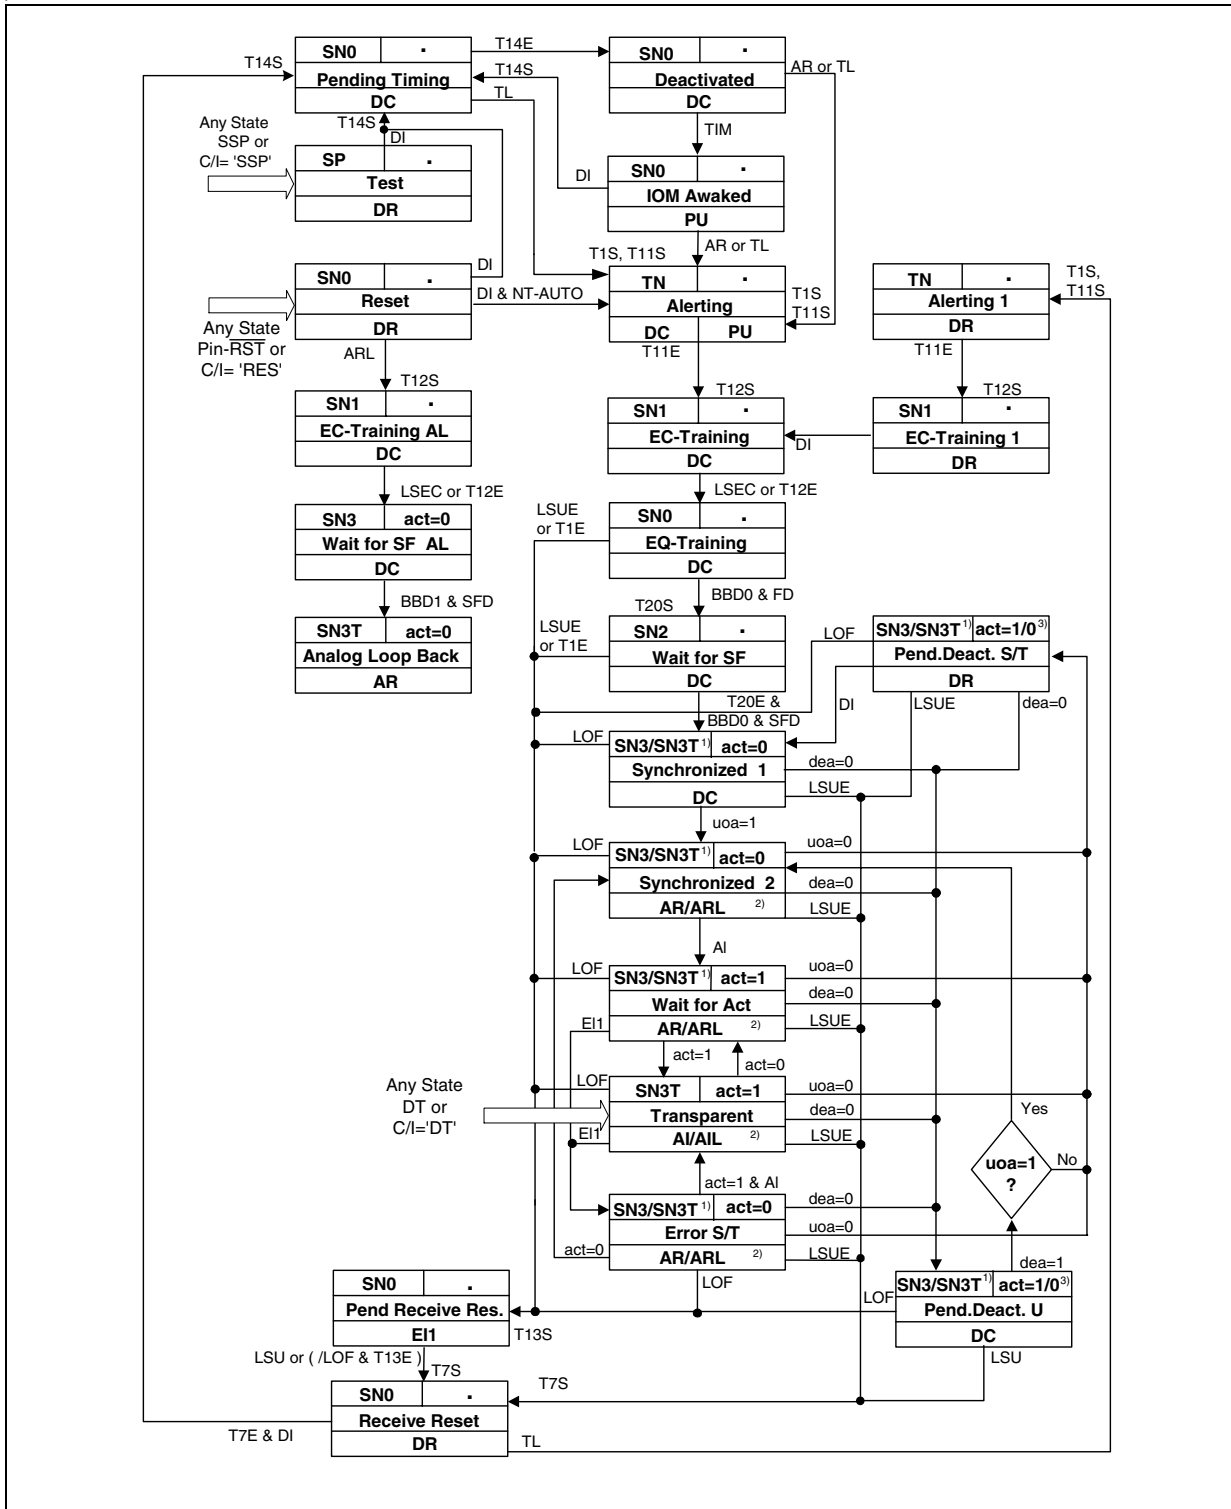 SN0 .
Pending Timing
DC
T14S
T14E
T14S
TL
SN0 .
Deactivated
DC
AR or TL
TIM
Any State
SSP or
C/I= 'SSP'
T14S
DI
SP .
Test
DR
DI
SN0 .
IOM Awaked
PU
AR or TL
T1S, T11S
DI
SN0 .
Reset
DR
DI & NT-AUTO
Any State
Pin-RST or
C/I= 'RES'
ARL
TN .
Alerting
DC PU
T1S
T11S
T11E
TN .
Alerting 1
DR
T1S,
T11S
T11E
T12S
SN1 .
EC-Training AL
DC
T12S
SN1 .
EC-Training
DC
T12S
SN1 .
EC-Training 1
DR
DI
LSEC or T12E
LSEC or T12E
SN3 act=0
Wait for SF AL
DC
LSUE
or T1E
SN0 .
EQ-Training
DC
BBD1 & SFD
BBD0 & FD
T20S
SN3T act=0
Analog Loop Back
AR
LSUE
or T1E
SN2 .
Wait for SF
DC
LOF
SN3/SN3T 1) act=1/0 3)
Pend.Deact. S/T
DR
T20E &
BBD0 & SFD
DI
LSUE
dea=0
LOF
SN3/SN3T 1) act=0
Synchronized 1
DC
dea=0
LSUE
uoa=1
LOF
SN3/SN3T 1) act=0
Synchronized 2
AR/ARL 2)
uoa=0
dea=0
LSUE
AI
LOF
SN3/SN3T 1) act=1
Wait for Act
AR/ARL 2)
uoa=0
dea=0
LSUE
EI1
act=1
act=0
Any State
DT or
C/I='DT'
LOF
SN3T act=1
Transparent
AI/AIL 2)
uoa=0
dea=0
LSUE
EI1
Yes
uoa=1
?
No
act=1 & AI
SN3/SN3T 1) act=0
Error S/T
AR/ARL 2)
dea=0
uoa=0
LSUE
act=0
LOF
dea=1
SN0 .
Pend Receive Res.
EI1
T13S
LOF
SN3/SN3T 1) act=1/0 3)
Pend.Deact. U
DC
LSU
LSU or ( /LOF & T13E )
T7S
T7S
SN0 .
Receive Reset
DR
T7E & DI
TL